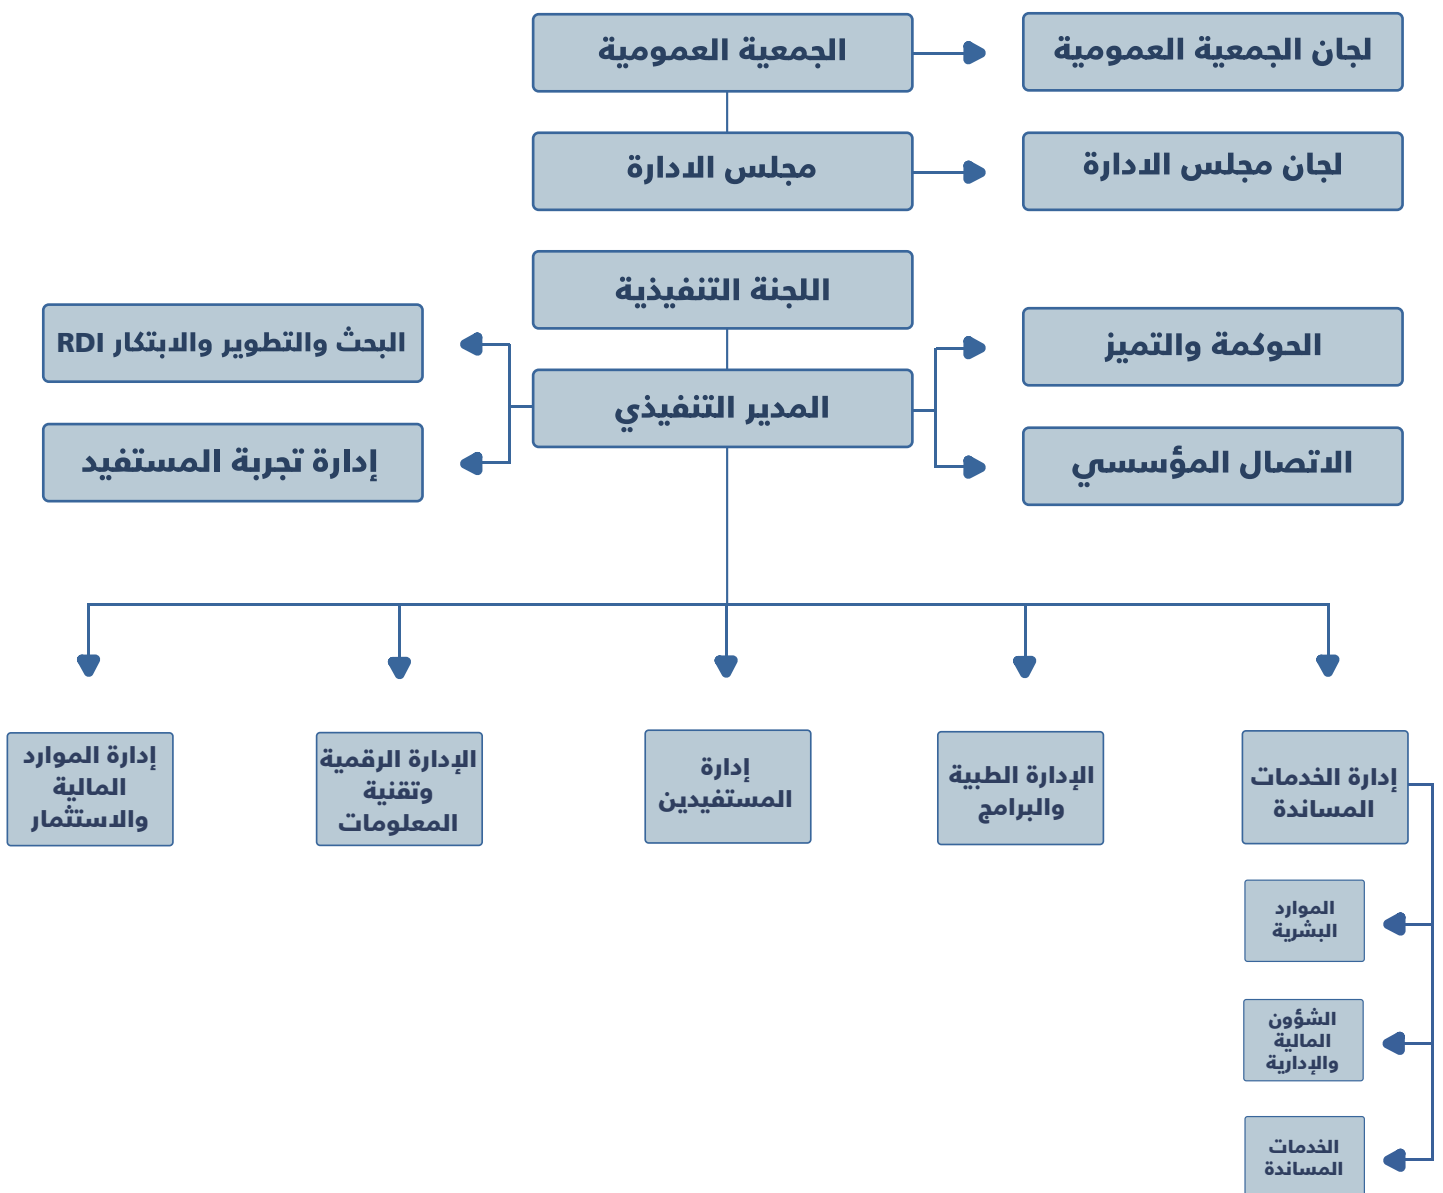 الجمعية العمومية
لجان الجمعية العمومية
مجلس الادارة
لجان مجلس الادارة
اللجنة التنفيذية
الحوكمة والتميز
البحث والتطوير والابتكار RDI
المدير التنفيذي
الاتصال المؤسسي
إدارة تجربة المستفيد
إدارة الخدمات
المساندة
الإدارة الطبية
والبرامج
إدارة
المستفيدين
الإدارة الرقمية
وتقنية
المعلومات
إدارة الموارد
المالية
والاستثمار
الموارد
البشرية
الشؤون
المالية
والإدارية
الخدمات
المساندة